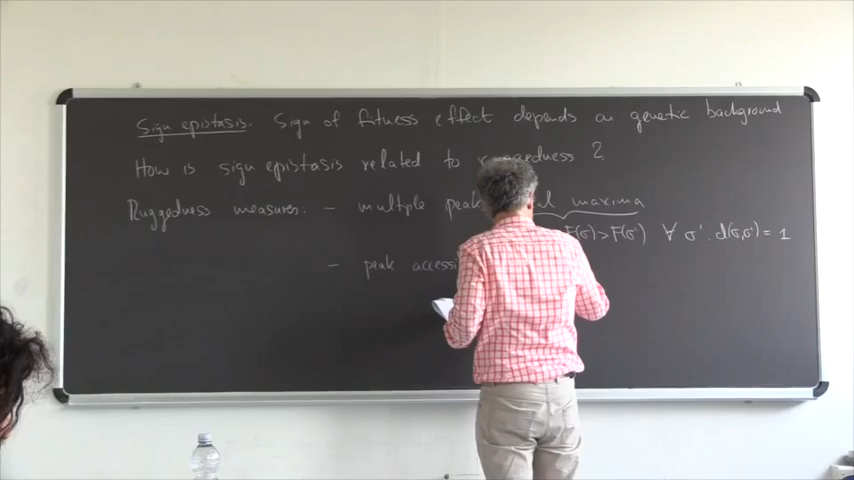 Sign epistasis: Sign of fitness effect depends on genetic background
How is sign epistasis related to ruggedness ?
Ruggedness measures: - multiple maxima
F(σ) > F(σ') ∀ σ': d(σ,σ') = 1
- peak